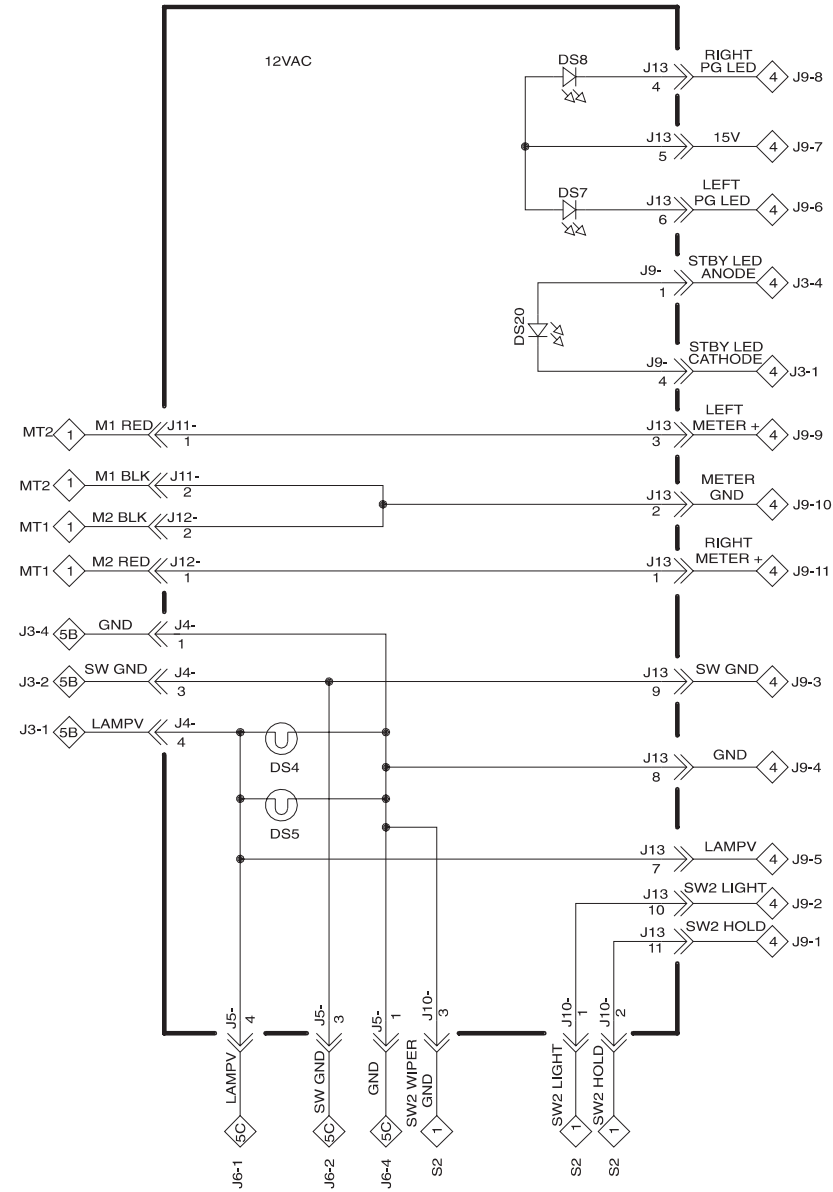 12VAC
DS8
J13
4
RIGHT
PG LED
4
J9-8
J13
5
15V
4
J9-7
DS7
J13
6
LEFT
PG LED
4
J9-6
DS20
J9-
1
STBY LED
ANODE
4
J3-4
J9-
4
STBY LED
CATHODE
4
J3-1
MT2
1
M1 RED
J11-
1
J13
3
LEFT
METER +
4
J9-9
MT2
1
M1 BLK
J11-
2
J13
2
METER
GND
4
J9-10
MT1
1
M2 BLK
J12-
2
MT1
1
M2 RED
J12-
1
J13
1
RIGHT
METER +
4
J9-11
J3-4
5B
GND
J4-
1
J3-2
5B
SW GND
J4-
3
J13
9
SW GND
4
J9-3
J3-1
5B
LAMPV
J4-
4
DS4
J13
8
GND
4
J9-4
DS5
J13
7
LAMPV
4
J9-5
J13
10
SW2 LIGHT
4
J9-2
J13
11
SW2 HOLD
4
J9-1
J5-
4
LAMPV
5C
J6-1
J5-
3
SW GND
5C
J6-2
J5-
1
GND
5C
J6-4
J10-
3
SW2 WIPER
GND
1
S2
J10-
1
SW2 LIGHT
1
S2
J10-
2
SW2 HOLD
1
S2